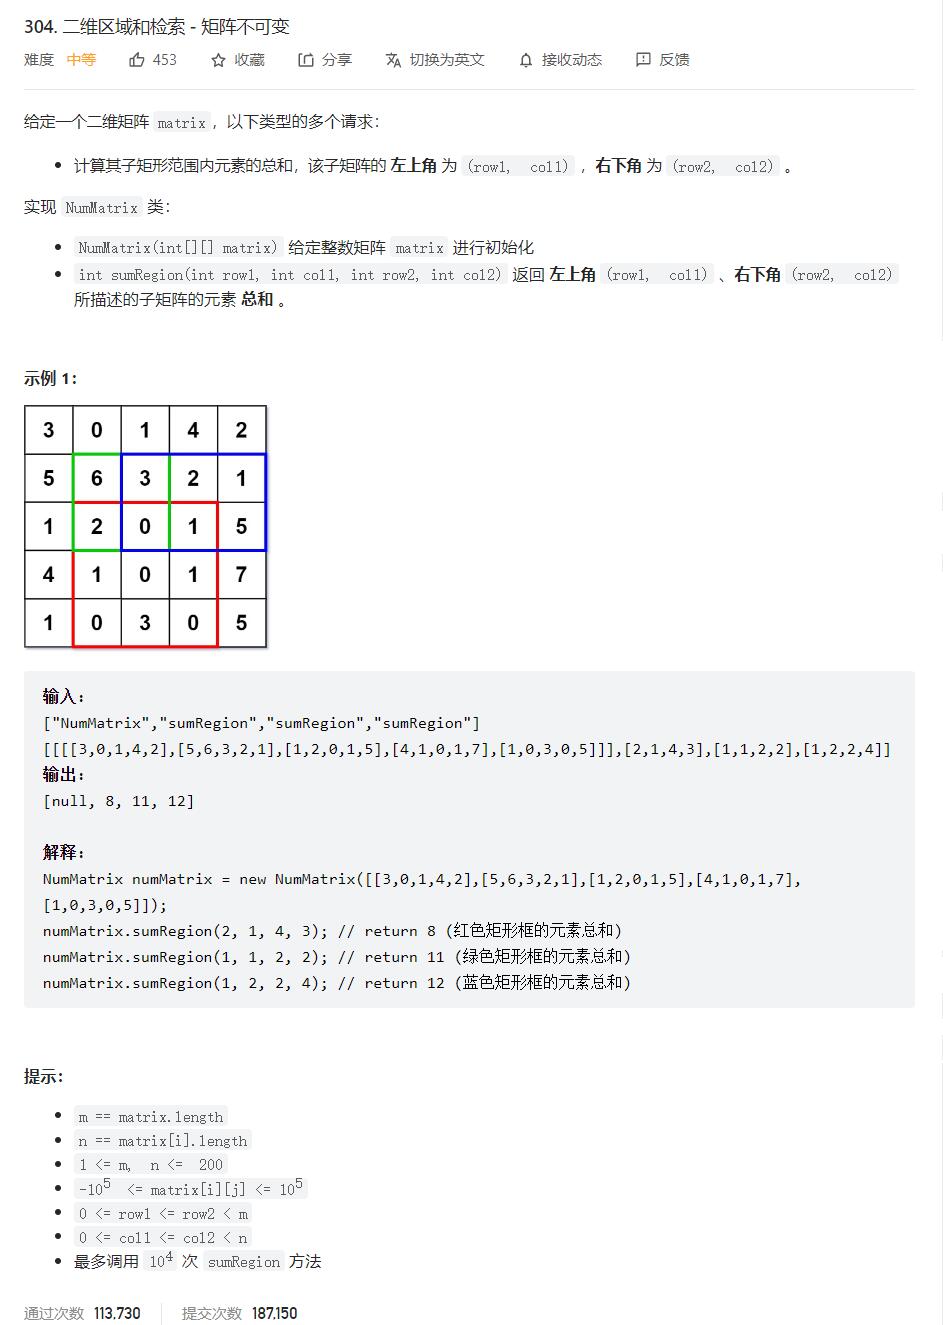 304. 二维区域和检索 - 矩阵不可变
难度 中等 453 收藏 分享 切换为英文 接收动态 反馈
给定一个二维矩阵 matrix，以下类型的多个请求：
• 计算其子矩形范围内元素的总和，该子矩阵的 左上角 为 (row1, col1) ，右下角 为 (row2, col2) 。
实现 NumMatrix 类：
• NumMatrix(int[][] matrix) 给定整数矩阵 matrix 进行初始化
• int sumRegion(int row1, int col1, int row2, int col2) 返回 左上角 (row1, col1) 、右下角 (row2, col2)
所描述的子矩阵的元素 总和 。
示例 1：
3 0 1 4 2
5 6 3 2 1
1 2 0 1 5
4 1 0 1 7
1 0 3 0 5
输入:
["NumMatrix","sumRegion","sumRegion","sumRegion"]
[[[[3,0,1,4,2],[5,6,3,2,1],[1,2,0,1,5],[4,1,0,1,7],[1,0,3,0,5]]],[2,1,4,3],[1,1,2,2],[1,2,2,4]]
输出:
[null, 8, 11, 12]
解释:
NumMatrix numMatrix = new NumMatrix([[3,0,1,4,2],[5,6,3,2,1],[1,2,0,1,5],[4,1,0,1,7],
[1,0,3,0,5]]);
numMatrix.sumRegion(2, 1, 4, 3); // return 8 (红色矩形框的元素总和)
numMatrix.sumRegion(1, 1, 2, 2); // return 11 (绿色矩形框的元素总和)
numMatrix.sumRegion(1, 2, 2, 4); // return 12 (蓝色矩形框的元素总和)
提示：
• m == matrix.length
• n == matrix[i].length
• 1 <= m, n <= 200
• -10⁵ <= matrix[i][j] <= 10⁵
• 0 <= row1 <= row2 < m
• 0 <= col1 <= col2 < n
• 最多调用 10⁴ 次 sumRegion 方法
通过次数 113,730 提交次数 187,150